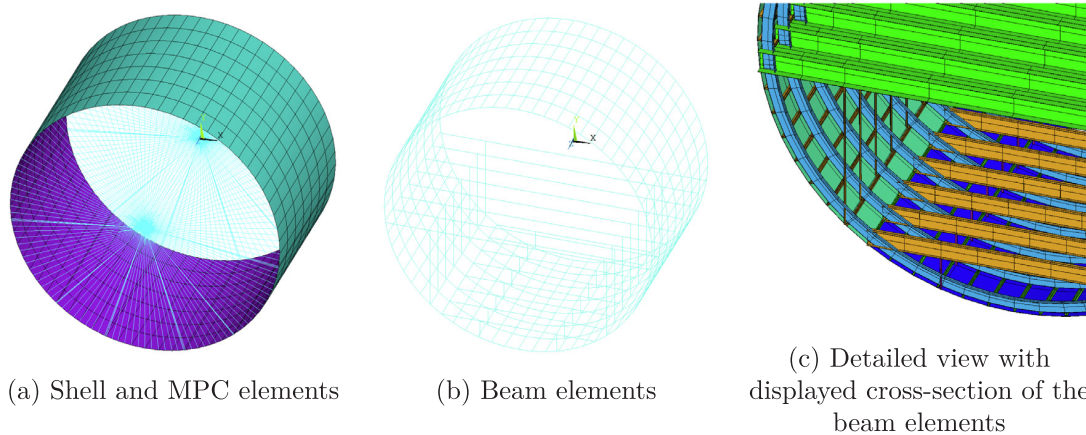 Y
X
Y
X
(a) Shell and MPC elements
(b) Beam elements
(c) Detailed view with
displayed cross-section of the
beam elements